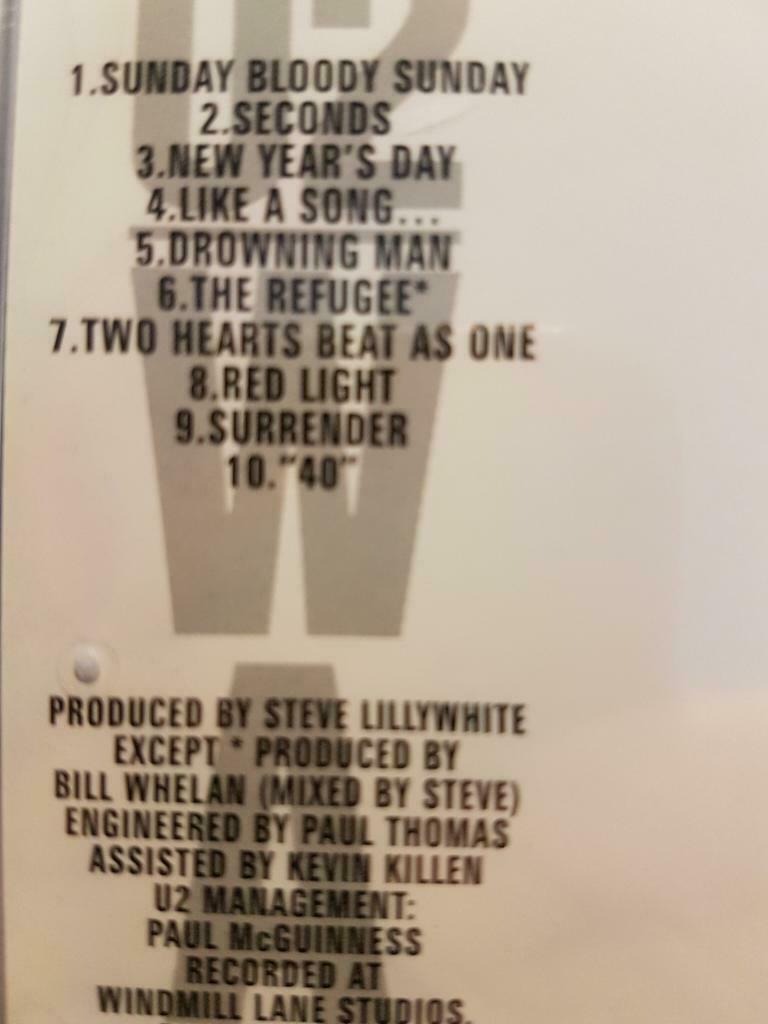 U2
1.SUNDAY BLOODY SUNDAY
2.SECONDS
3.NEW YEAR'S DAY
4.LIKE A SONG...
5.DROWNING MAN
6.THE REFUGEE*
7.TWO HEARTS BEAT AS ONE
8.RED LIGHT
9.SURRENDER
10."40"
W
A
PRODUCED BY STEVE LILLYWHITE
EXCEPT * PRODUCED BY
BILL WHELAN (MIXED BY STEVE)
ENGINEERED BY PAUL THOMAS
ASSISTED BY KEVIN KILLEN
U2 MANAGEMENT:
PAUL McGUINNESS
RECORDED AT
WINDMILL LANE STUDIOS,